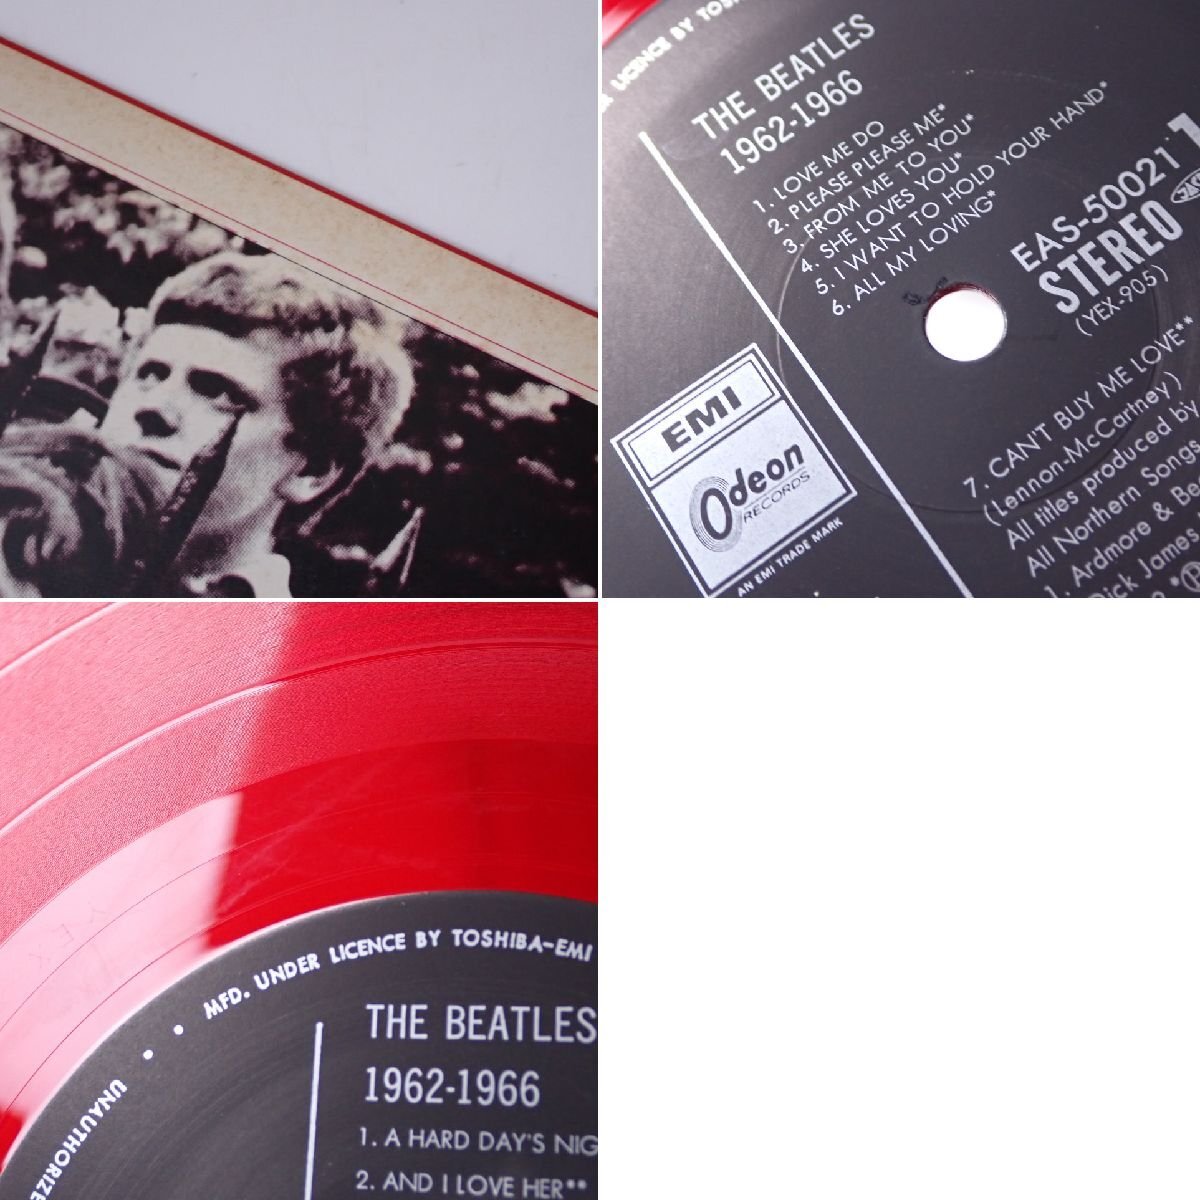 R LICENCE BY TOSH
THE BEATLES
1962-1966
1. LOVE ME DO
2. PLEASE PLEASE ME*
3. FROM ME TO YOU*
4. SHE LOVES YOU*
5. I WANT TO HOLD YOUR HAND*
6. ALL MY LOVING*
EAS-50021
1
STEREO
(YEX-905)
EMI
Odeon
RECORDS
AN EMI TRADE MARK
7. CAN'T BUY ME LOVE**
(Lennon-McCartney)
All titles produced by
All Northern Songs
1. Ardmore & Be
Dick James
MFD. UNDER LICENCE BY TOSHIBA-EMI
UNAUTHORIZE
THE BEATLES
1962-1966
1. A HARD DAY'S NIG
2. AND I LOVE HER**